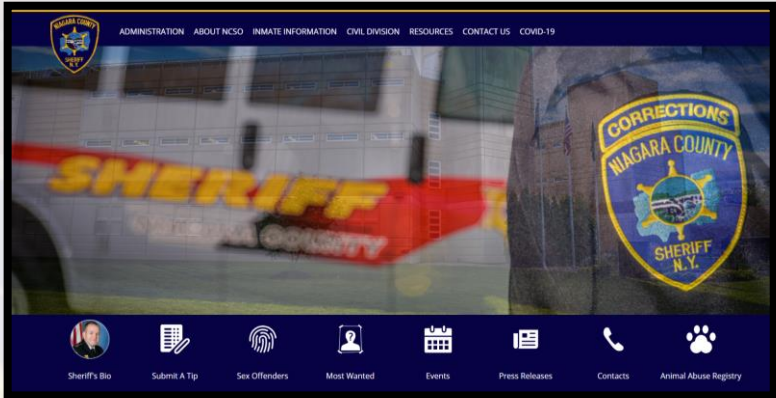 NIAGARA COUNTY
SHERIFF
N.Y.
ADMINISTRATION ABOUT NCSO INMATE INFORMATION CIVIL DIVISION RESOURCES CONTACT US COVID-19
SHERIFF
COUNTY
CORRECTIONS
NIAGARA COUNTY
SHERIFF
N.Y.
Sheriff's Bio Submit A Tip Sex Offenders Most Wanted Events Press Releases Contacts Animal Abuse Registry